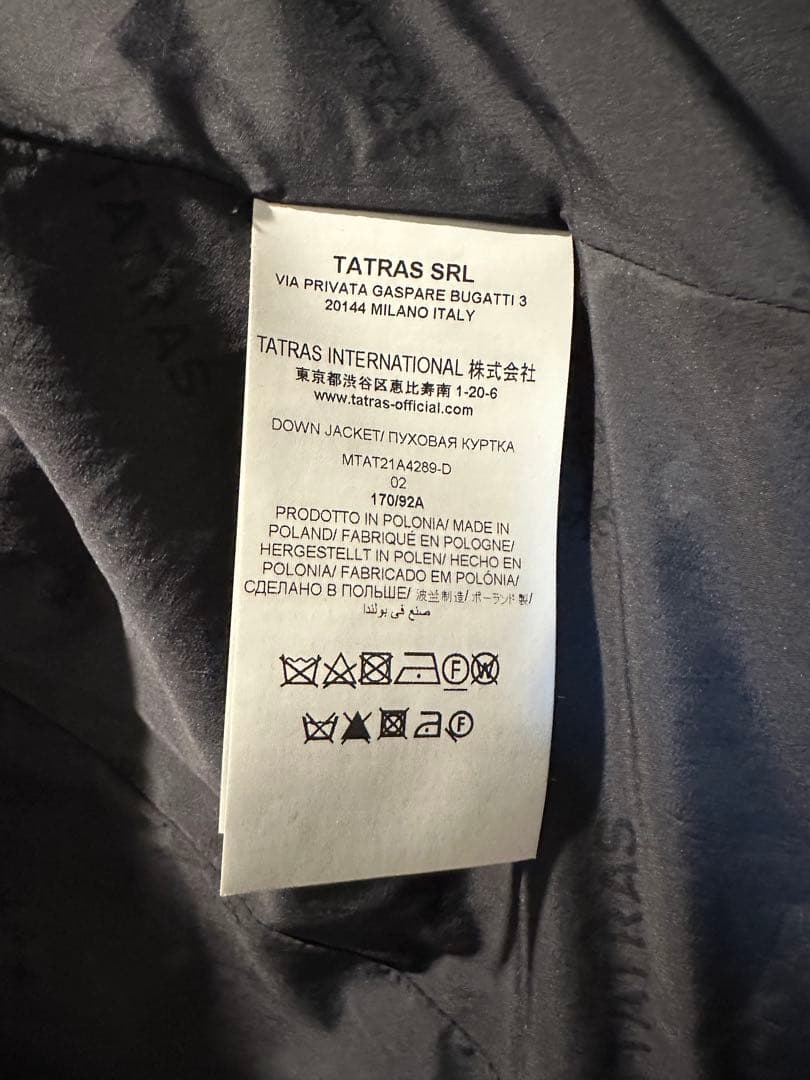 TATRAS
TATRAS
TATRAS SRL
VIA PRIVATA GASPARE BUGATTI 3
20144 MILANO ITALY
TATRAS INTERNATIONAL 株式会社
東京都渋谷区恵比寿南 1-20-6
www.tatras-official.com
DOWN JACKET/ ПУХОВАЯ КУРТКА
MTAT21A4289-D
02
170/92A
PRODOTTO IN POLONIA/ MADE IN
POLAND/ FABRIQUÉ EN POLOGNE/
HERGESTELLT IN POLEN/ HECHO EN
POLONIA/ FABRICADO EM POLÓNIA/
СДЕЛАНО В ПОЛЬШЕ/ 波兰制造/ ポーランド製/
صنع في بولندا
F W
F
TATRAS